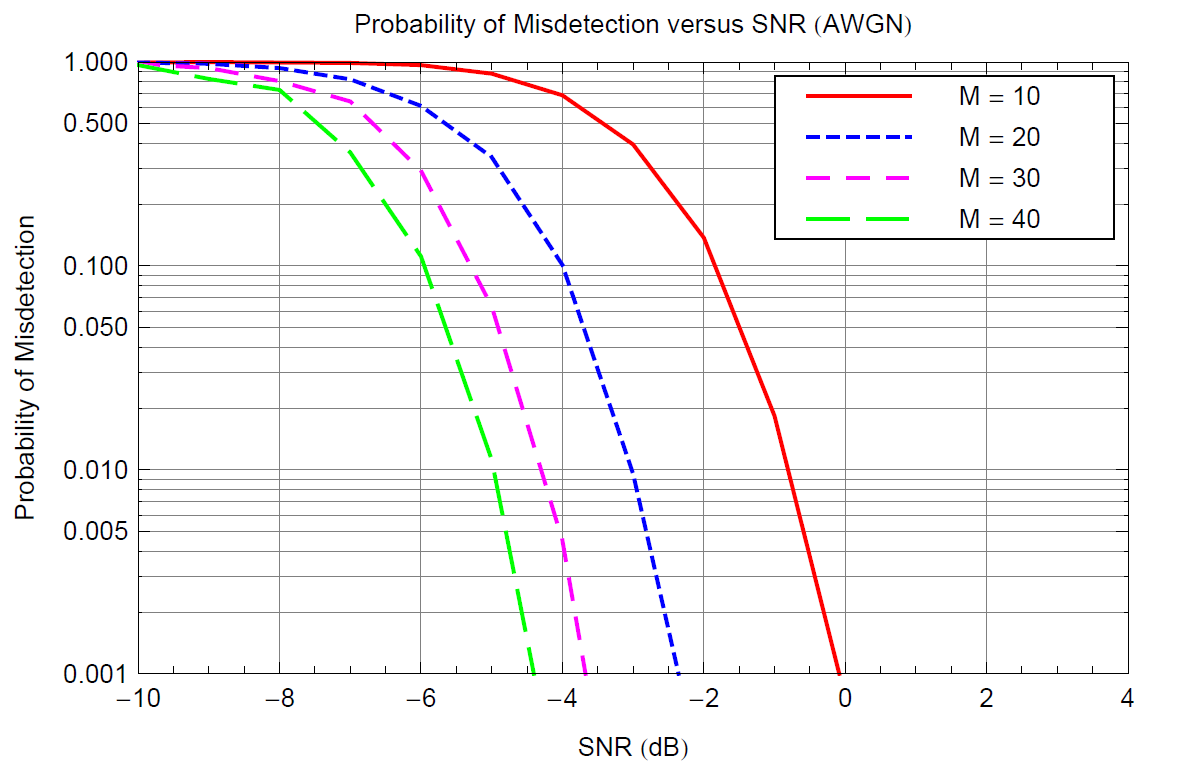 Probability of Misdetection versus SNR (AWGN)
Probability of Misdetection
1.000
0.500
0.100
0.050
0.010
0.005
0.001
M = 10
M = 20
M = 30
M = 40
−10 −8 −6 −4 −2 0 2 4
SNR (dB)